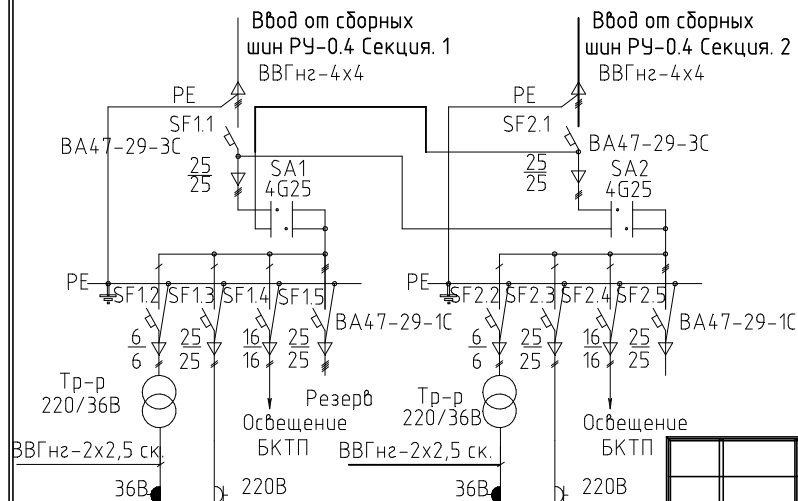 Ввод от сборных
шин РУ-0.4 Секция. 1
ВВГнг-4х4
PE
SF1.1
ВА47-29-3С
25
25
SA1
4G25
PE
SF1.2
SF1.3
SF1.4
SF1.5
ВА47-29-1С
6
6
25
25
16
16
25
25
Тр-р
220/36В
Резерв
Освещение
БКТП
ВВГнг-2х2,5 ск.
36В
220В
Ввод от сборных
шин РУ-0.4 Секция. 2
ВВГнг-4х4
PE
SF2.1
ВА47-29-3С
25
25
SA2
4G25
PE
SF2.2
SF2.3
SF2.4
SF2.5
ВА47-29-1С
6
6
25
25
16
16
25
25
Тр-р
220/36В
Освещение
БКТП
ВВГнг-2х2,5 ск.
36В
220В